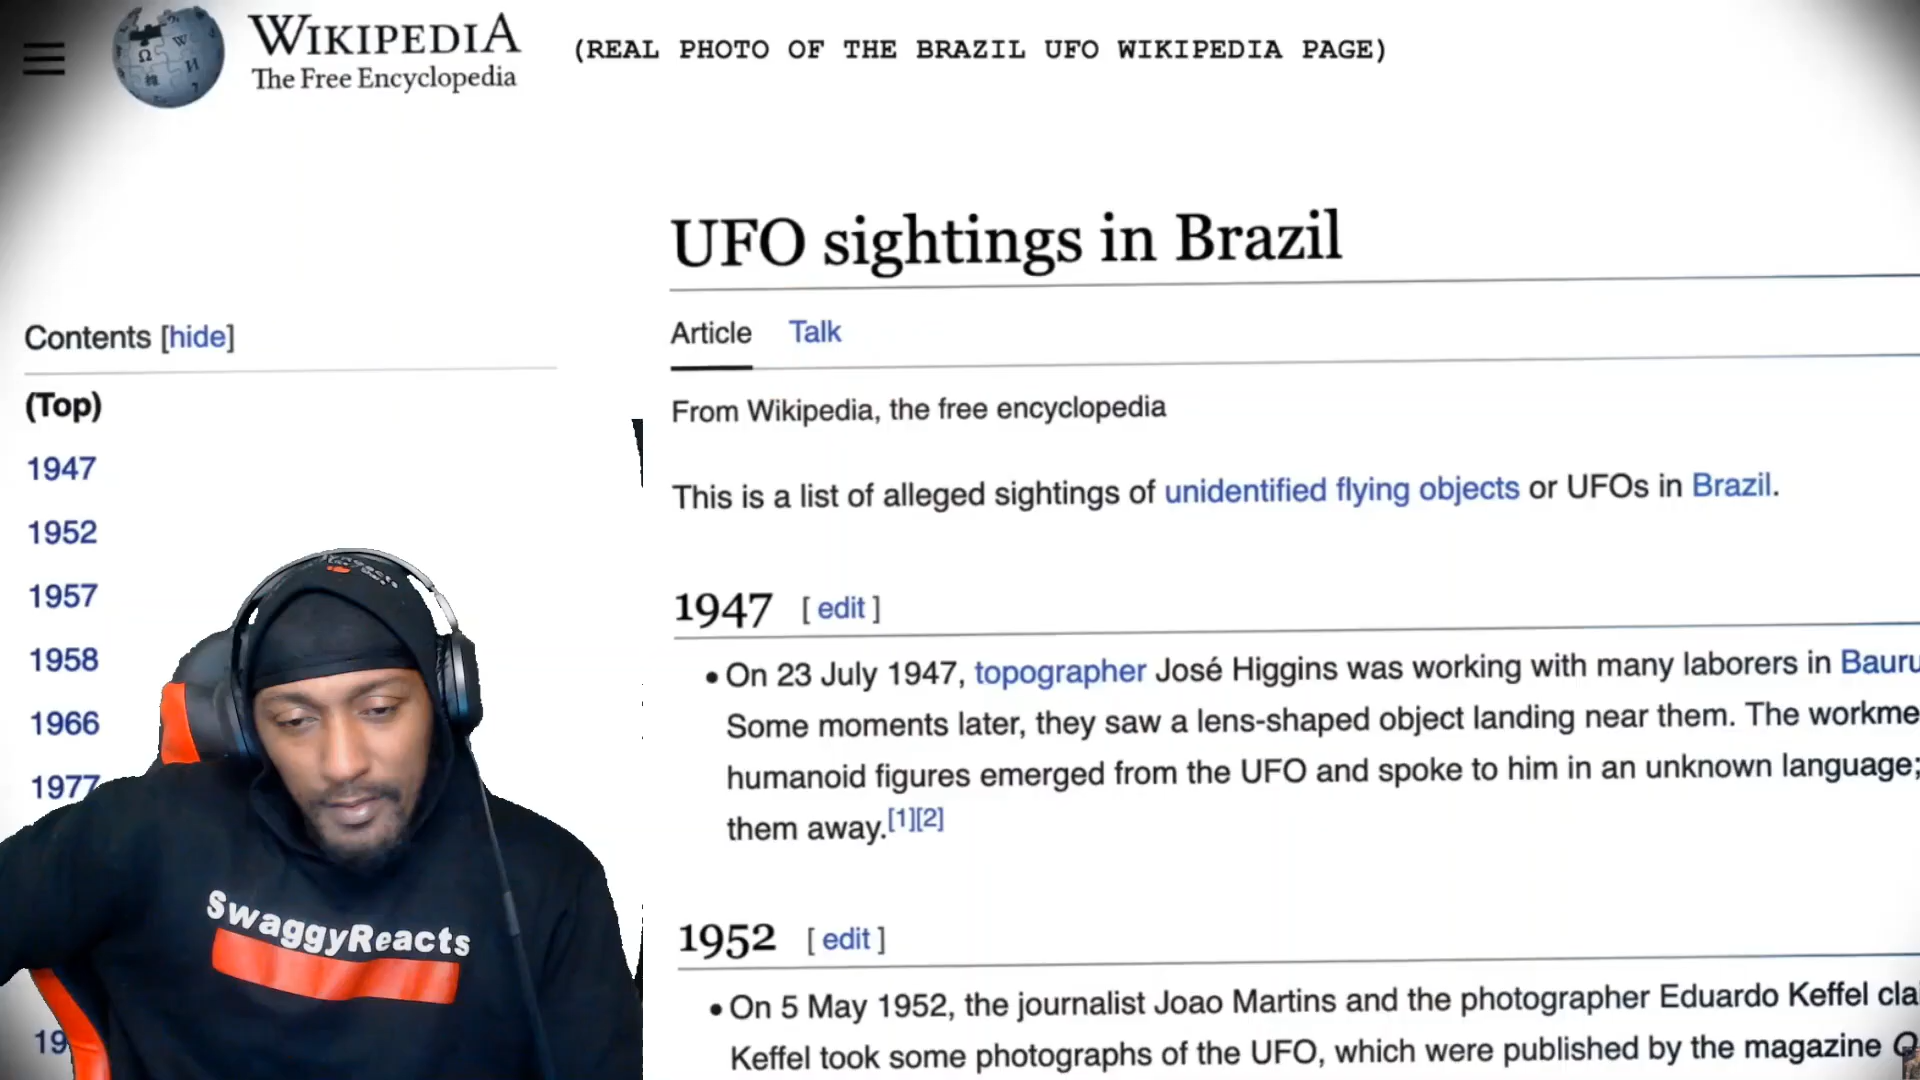 WIKIPEDIA
The Free Encyclopedia
(REAL PHOTO OF THE BRAZIL UFO WIKIPEDIA PAGE)
UFO sightings in Brazil
Contents [hide]
Article Talk
(Top)
From Wikipedia, the free encyclopedia
1947
This is a list of alleged sightings of unidentified flying objects or UFOs in Brazil.
1952
1957
1947 [ edit ]
1958
• On 23 July 1947, topographer José Higgins was working with many laborers in Bauru
1966
Some moments later, they saw a lens-shaped object landing near them. The workme
1977
humanoid figures emerged from the UFO and spoke to him in an unknown language;
them away.[1][2]
SwaggyReacts
1952 [ edit ]
• On 5 May 1952, the journalist Joao Martins and the photographer Eduardo Keffel cla
19
Keffel took some photographs of the UFO, which were published by the magazine O